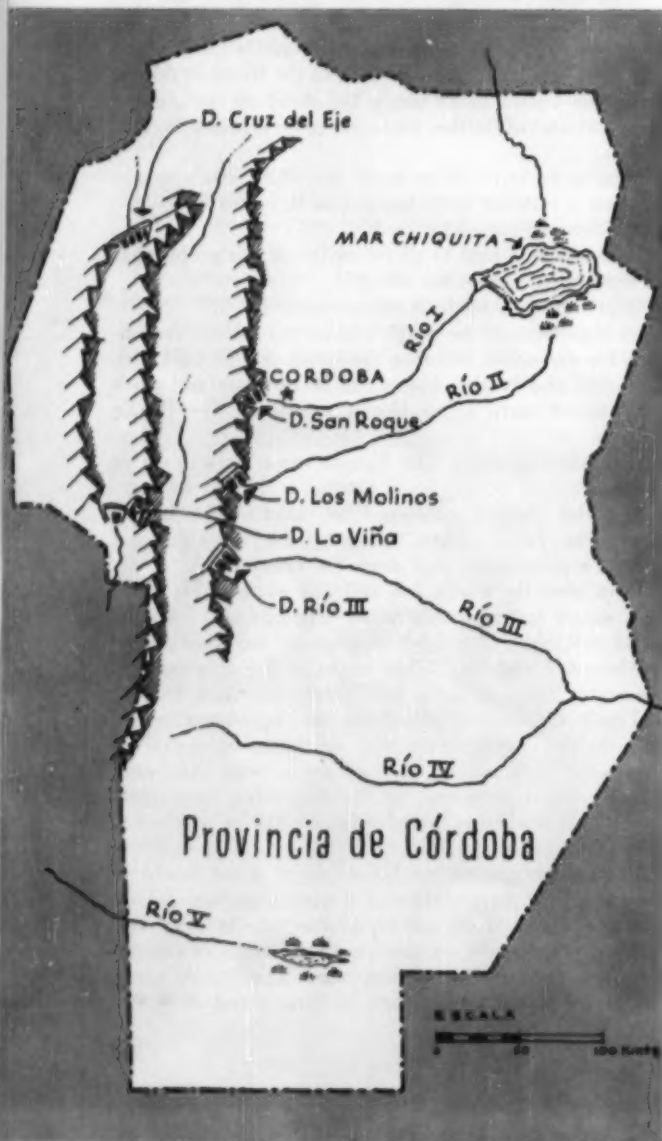 D. Cruz del Eje
MAR CHIQUITA
RÍO I
CORDOBA
RÍO II
D. San Roque
D. Los Molinos
D. La Viña
D. RÍO III
RÍO III
RÍO IV
Provincia de Córdoba
RÍO V
ESCALA
0 50 100 Kmts